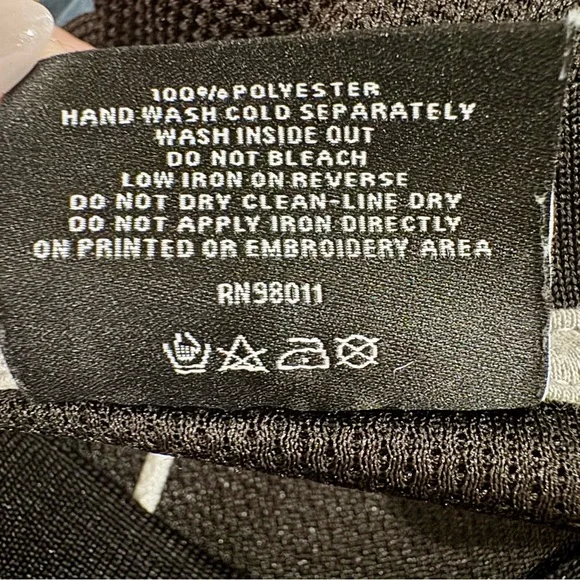 100% POLYESTER
HAND WASH COLD SEPARATELY
WASH INSIDE OUT
DO NOT BLEACH
LOW IRON ON REVERSE
DO NOT DRY CLEAN-LINE DRY
DO NOT APPLY IRON DIRECTLY
ON PRINTED OR EMBROIDERY AREA
RN98011